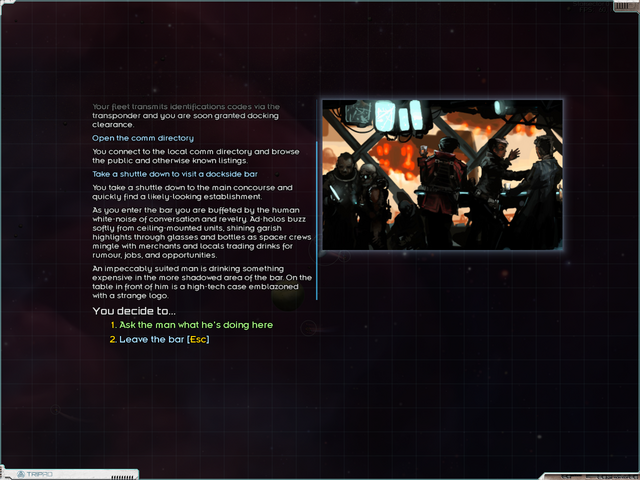 Your fleet transmits identifications codes via the
transponder and you are soon granted docking
clearance.
Open the comm directory
You connect to the local comm directory and browse
the public and otherwise known listings.
Take a shuttle down to visit a dockside bar
You take a shuttle down to the main concourse and
quickly find a likely-looking establishment.
As you enter the bar you are buffeted by the human
white-noise of conversation and revelry. Ad-holos buzz
softly from ceiling-mounted units, shining garish
highlights through glasses and bottles as spacer crews
mingle with merchants and locals trading drinks for
rumour, jobs, and opportunities.
An impeccably suited man is drinking something
expensive in the more shadowed area of the bar. On the
table in front of him is a high-tech case emblazoned
with a strange logo.
You decide to...
1. Ask the man what he's doing here
2. Leave the bar [Esc]
TRIPAD